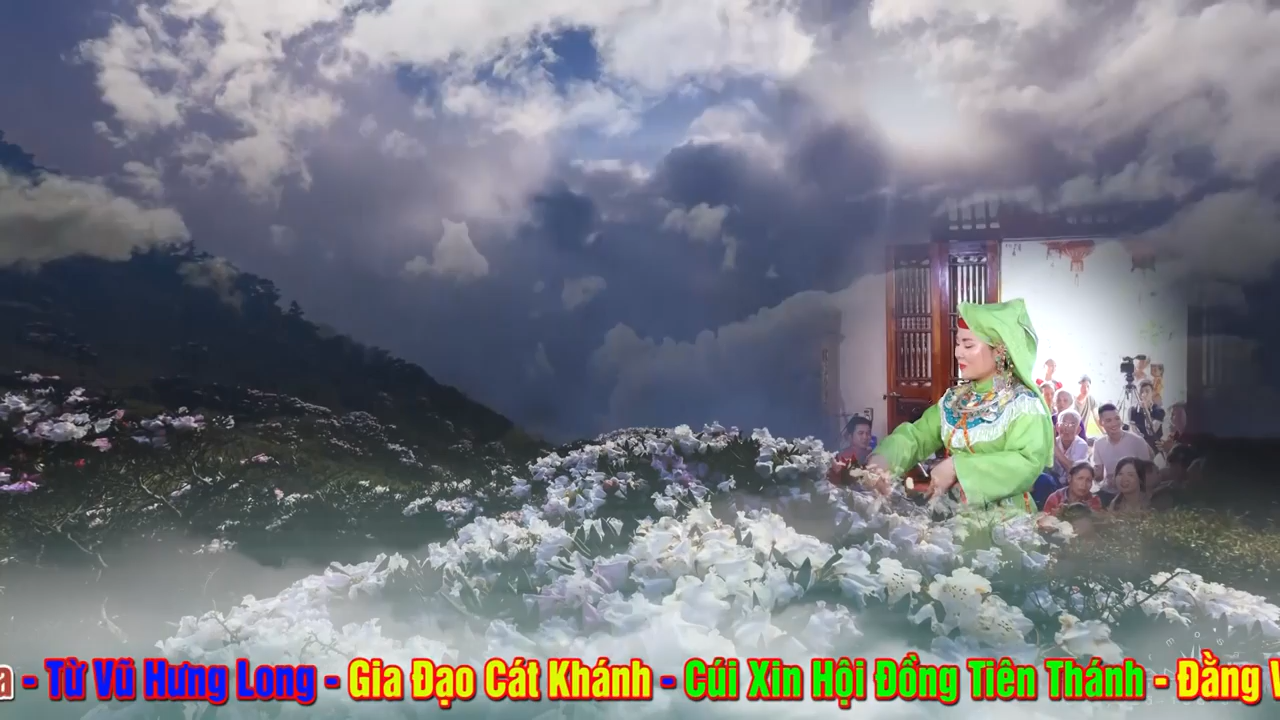 a - Từ Vũ Hưng Long - Gia Đạo Cát Khánh - Cúi Xin Hội Đồng Tiên Thánh - Đằng V